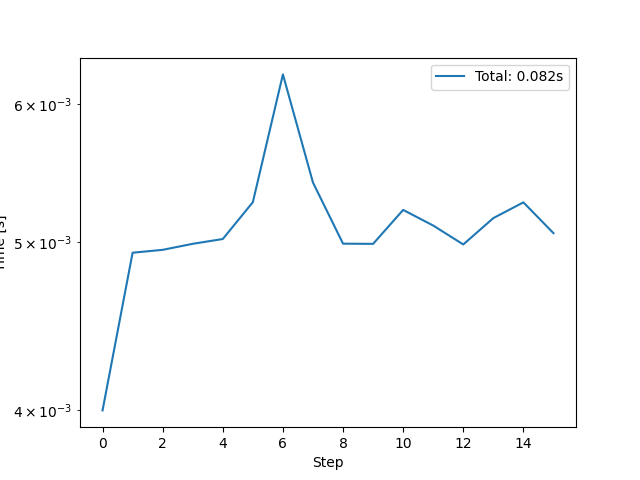 Total: 0.082s
6 × 10⁻³
5 × 10⁻³
4 × 10⁻³
Time [s]
0 2 4 6 8 10 12 14
Step